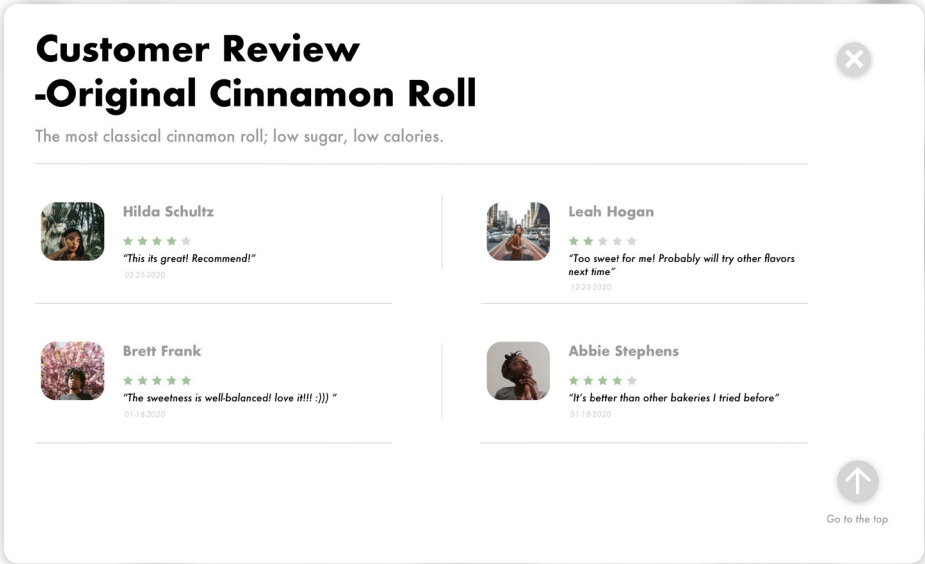 Customer Review
-Original Cinnamon Roll
The most classical cinnamon roll; low sugar, low calories.
Hilda Schultz
“This its great! Recommend!”
03-25-2020
Leah Hogan
“Too sweet for me! Probably will try other flavors
next time”
12-23-2020
Brett Frank
“The sweetness is well-balanced! love it!!! :))) ”
01-18-2020
Abbie Stephens
“It’s better than other bakeries I tried before”
01-18-2020
Go to the top